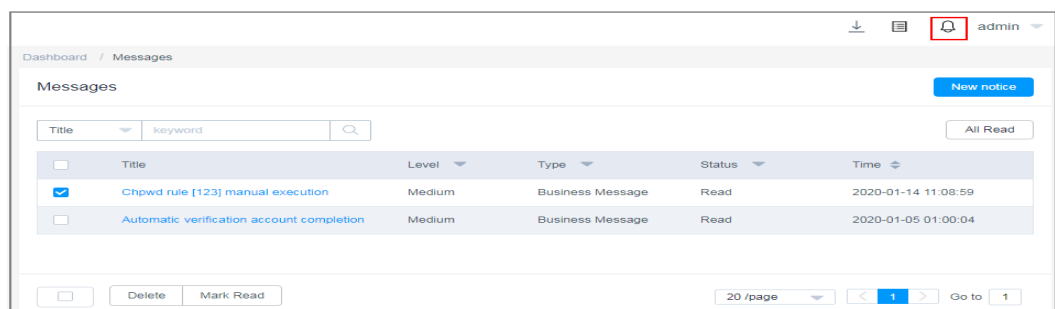 admin
Dashboard / Messages
Messages
New notice
Title keyword
All Read
Title Level Type Status Time
Chpwd rule [123] manual execution Medium Business Message Read 2020-01-14 11:08:59
Automatic verification account completion Medium Business Message Read 2020-01-05 01:00:04
Delete Mark Read 20 /page < 1 > Go to 1